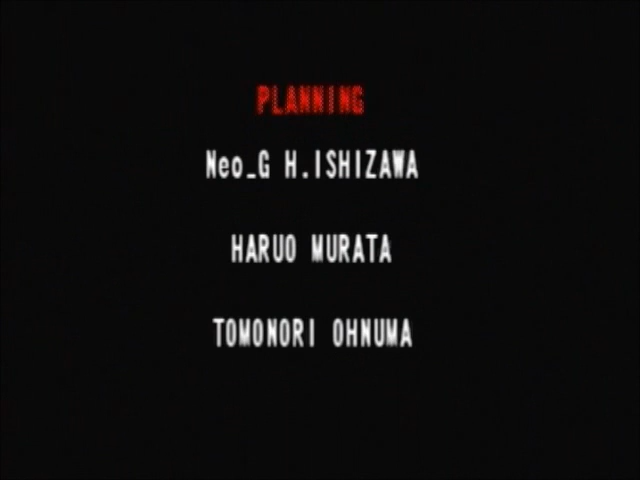 PLANNING
Neo_G H.ISHIZAWA
HARUO MURATA
TOMONORI OHNUMA